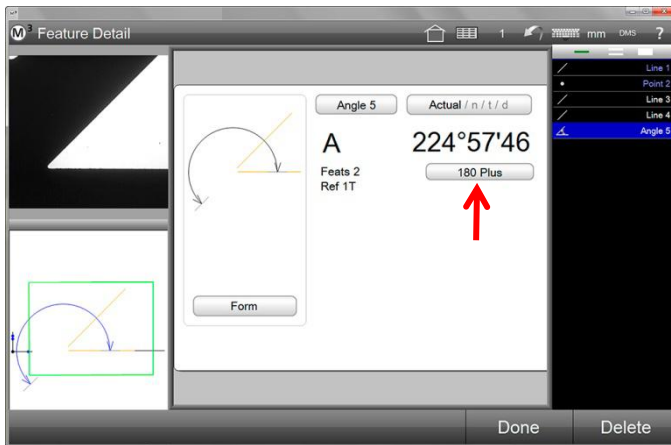 M³ Feature Detail
1
mm
DMS
?
Line 1
Point 2
Line 3
Line 4
Angle 5
Angle 5
Actual / n / t / d
A
224°57'46
Feats 2
Ref 1T
180 Plus
Form
Done
Delete